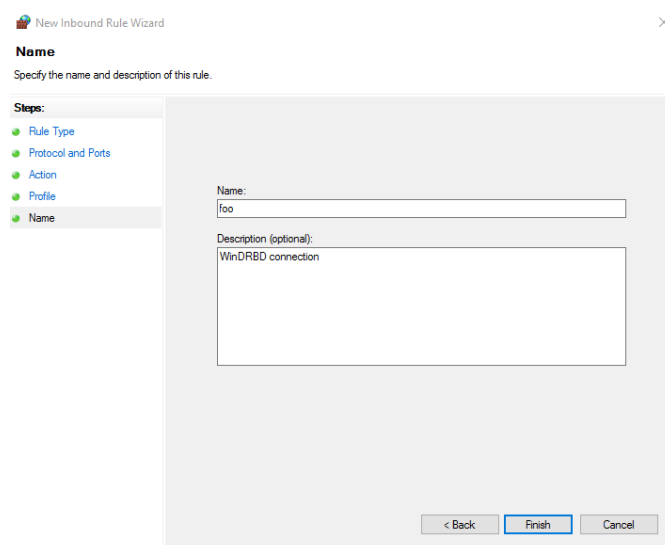 New Inbound Rule Wizard
Name
Specify the name and description of this rule.
Steps:
Rule Type
Protocol and Ports
Action
Profile
Name
Name:
foo
Description (optional):
WinDRBD connection
< Back
Finish
Cancel